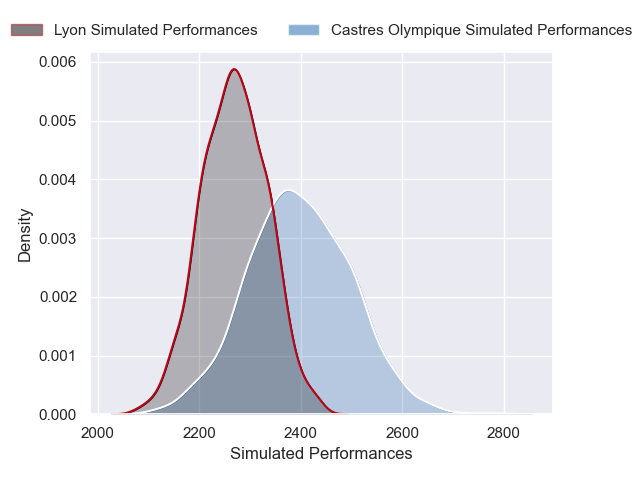 Lyon Simulated Performances
Castres Olympique Simulated Performances
0.006
0.005
0.004
0.003
0.002
0.001
0.000
Density
2000 2200 2400 2600 2800
Simulated Performances